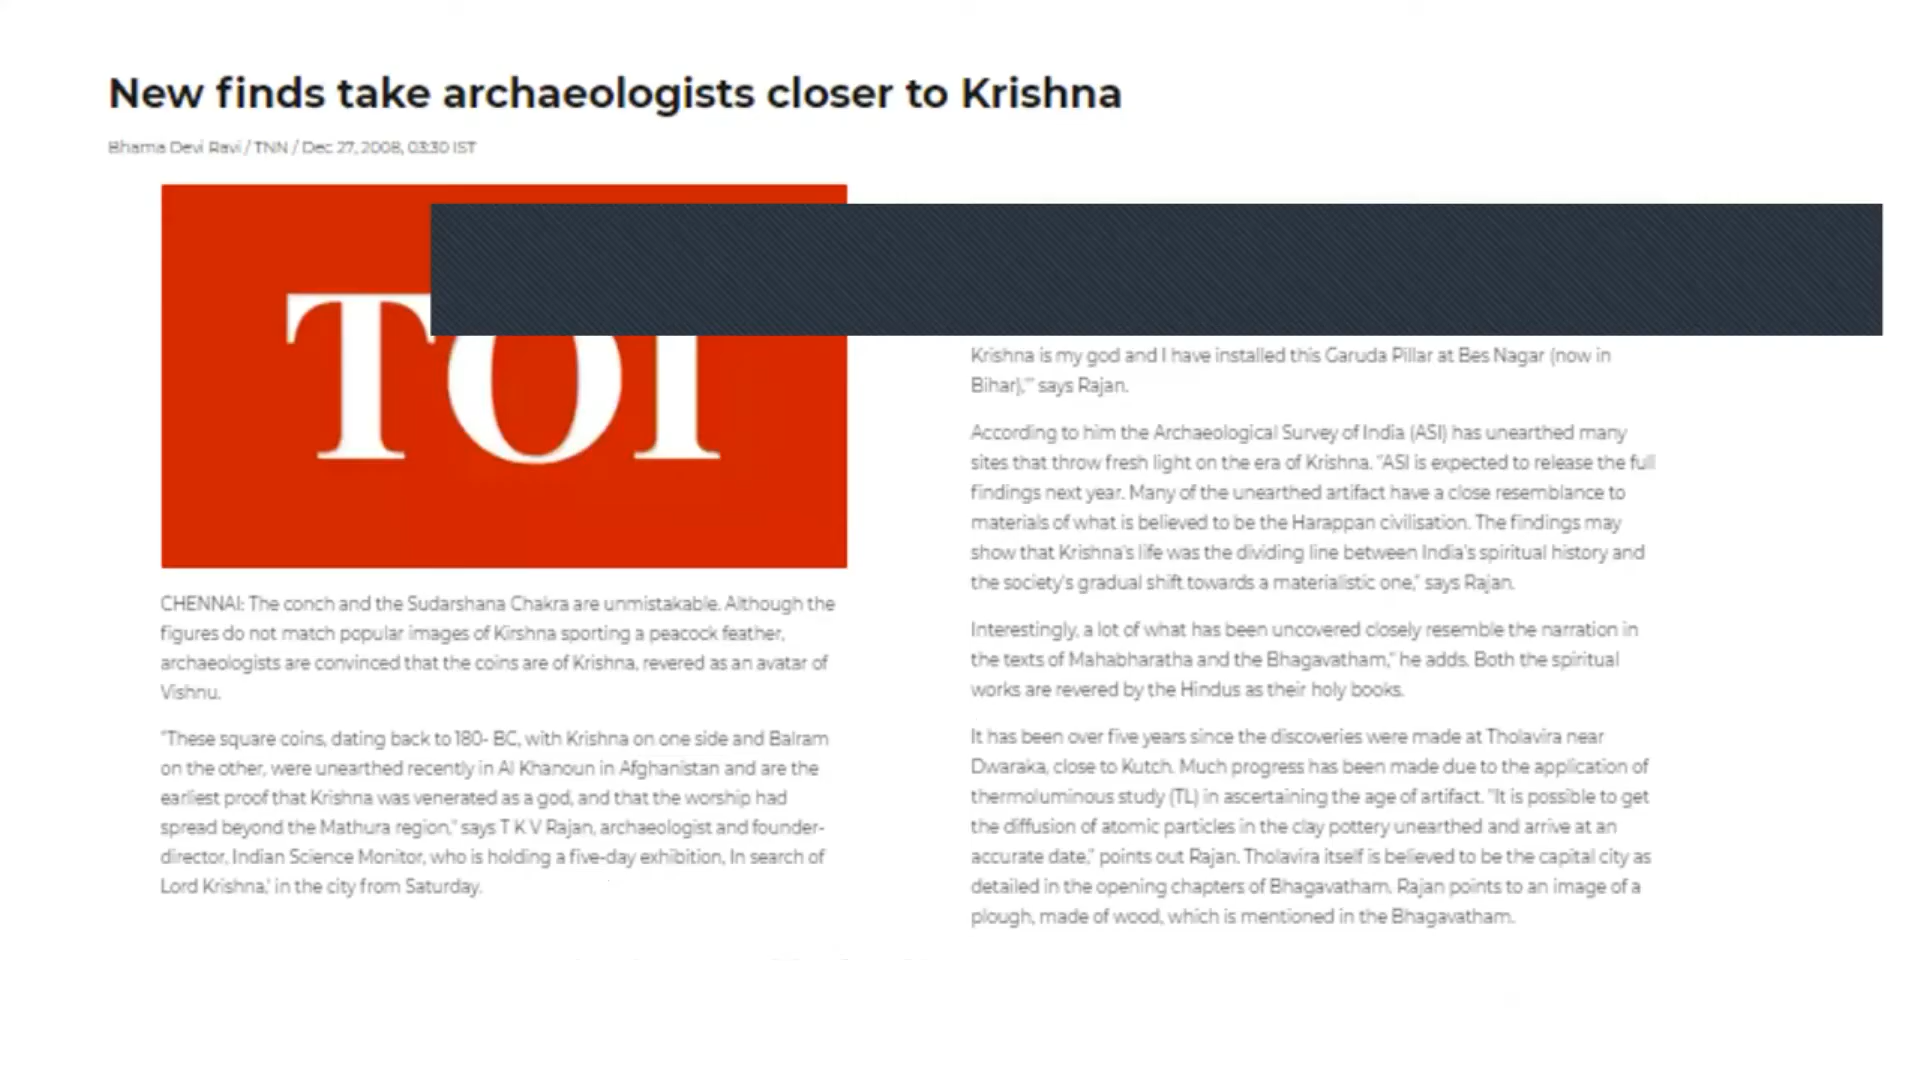 New finds take archaeologists closer to Krishna
Bhama Devi Ravi / TNN / Dec 27, 2008, 03:30 IST
TOI
CHENNAI: The conch and the Sudarshana Chakra are unmistakable. Although the
figures do not match popular images of Kirshna sporting a peacock feather,
archaeologists are convinced that the coins are of Krishna, revered as an avatar of
Vishnu.
"These square coins, dating back to 180- BC, with Krishna on one side and Balram
on the other, were unearthed recently in Al Khanoun in Afghanistan and are the
earliest proof that Krishna was venerated as a god, and that the worship had
spread beyond the Mathura region," says T K V Rajan, archaeologist and founder-
director, Indian Science Monitor, who is holding a five-day exhibition, In search of
Lord Krishna,' in the city from Saturday.
Krishna is my god and I have installed this Garuda Pillar at Bes Nagar (now in
Bihar),'" says Rajan.
According to him the Archaeological Survey of India (ASI) has unearthed many
sites that throw fresh light on the era of Krishna. "ASI is expected to release the full
findings next year. Many of the unearthed artifact have a close resemblance to
materials of what is believed to be the Harappan civilisation. The findings may
show that Krishna's life was the dividing line between India's spiritual history and
the society's gradual shift towards a materialistic one," says Rajan.
Interestingly, a lot of what has been uncovered closely resemble the narration in
the texts of Mahabharatha and the Bhagavatham," he adds. Both the spiritual
works are revered by the Hindus as their holy books.
It has been over five years since the discoveries were made at Tholavira near
Dwaraka, close to Kutch. Much progress has been made due to the application of
thermoluminous study (TL) in ascertaining the age of artifact. "It is possible to get
the diffusion of atomic particles in the clay pottery unearthed and arrive at an
accurate date," points out Rajan. Tholavira itself is believed to be the capital city as
detailed in the opening chapters of Bhagavatham. Rajan points to an image of a
plough, made of wood, which is mentioned in the Bhagavatham.